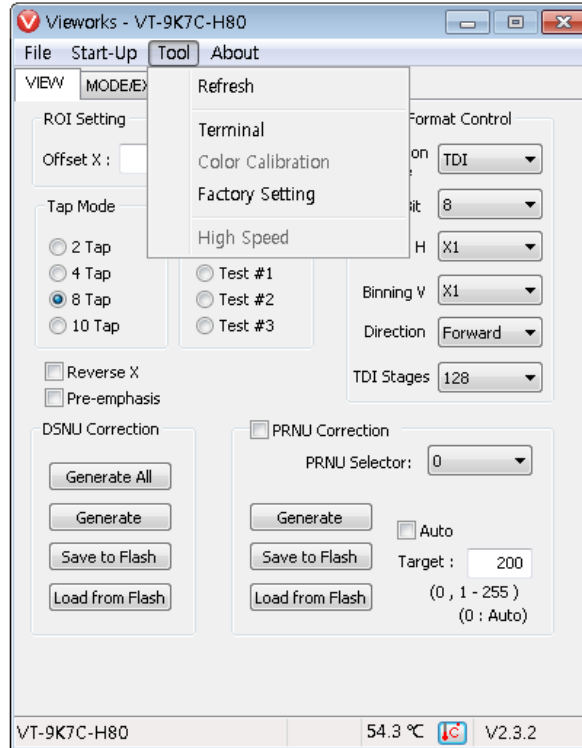 Vieworks - VT-9K7C-H80
File Start-Up Tool About
VIEW MODE/EX
Refresh
Terminal
Color Calibration
Factory Setting
High Speed
ROI Setting
Offset X :
Format Control
on TDI
Bit 8
H X1
Binning V X1
Direction Forward
TDI Stages 128
Tap Mode
2 Tap
4 Tap
8 Tap
10 Tap
Test #1
Test #2
Test #3
Reverse X
Pre-emphasis
DSNU Correction
Generate All
Generate
Save to Flash
Load from Flash
PRNU Correction
PRNU Selector: 0
Generate
Save to Flash
Load from Flash
Auto
Target : 200
(0 , 1 - 255 )
(0 : Auto)
VT-9K7C-H80 54.3 ℃ V2.3.2